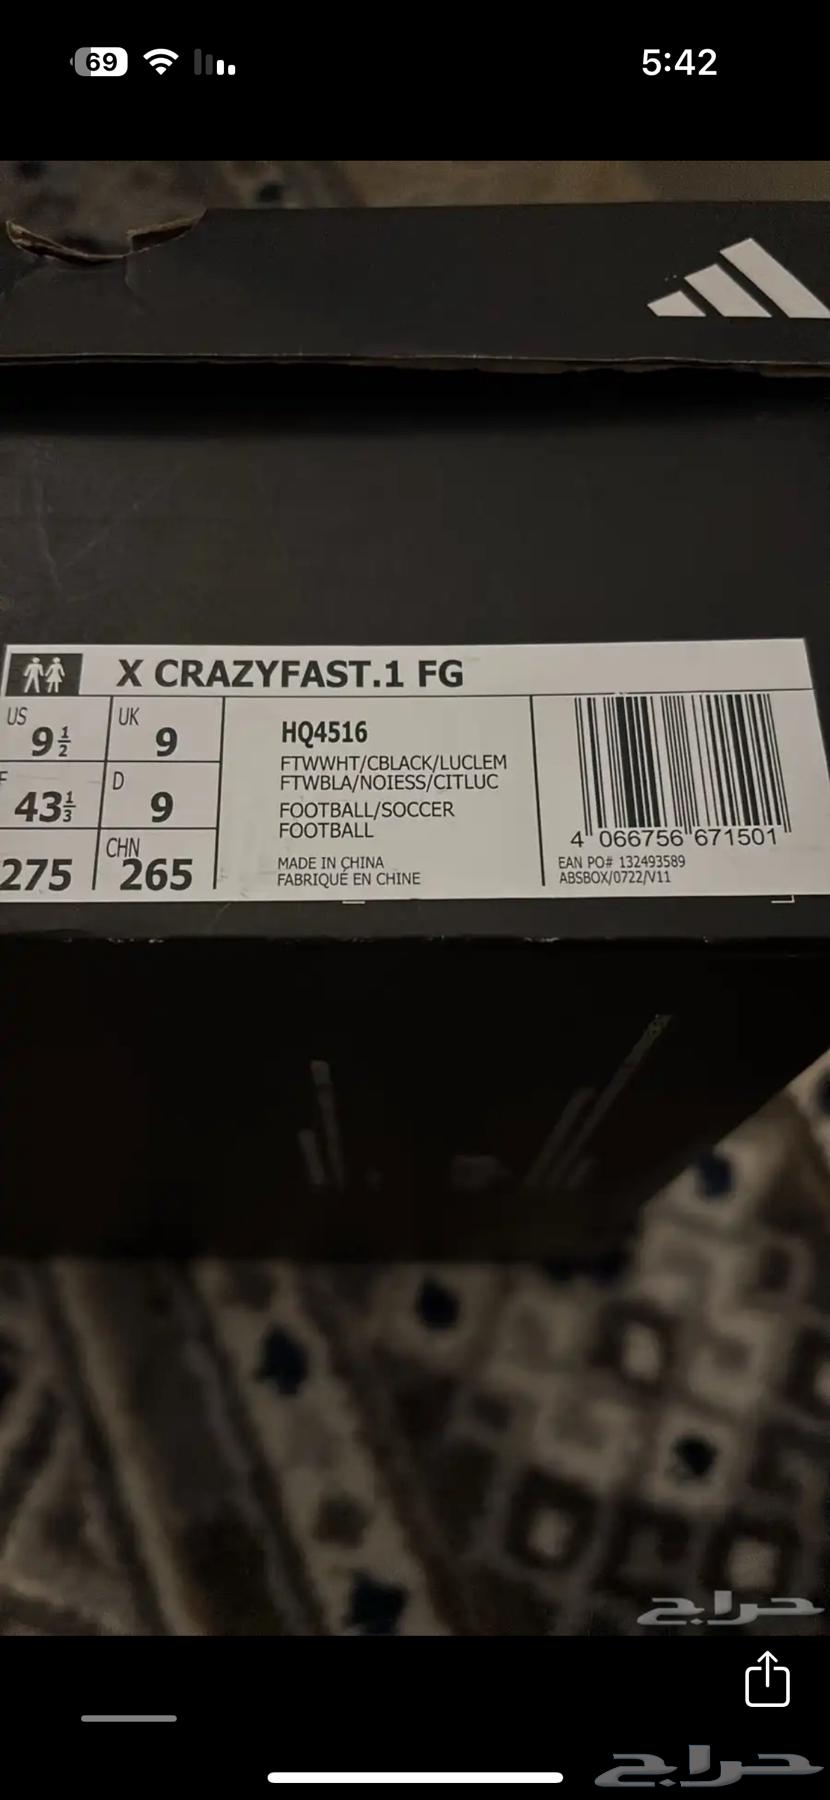 69
5:42
X CRAZYFAST.1 FG
US 9½
UK 9
F 43⅓
D 9
275
CHN 265
HQ4516
FTWWHT/CBLACK/LUCLEM
FTWBLA/NOIESS/CITLUC
FOOTBALL/SOCCER
FOOTBALL
MADE IN CHINA
FABRIQUÉ EN CHINE
4 066756 671501
EAN PO# 132493589
ABSBOX/0722/V11
حراج
حراج